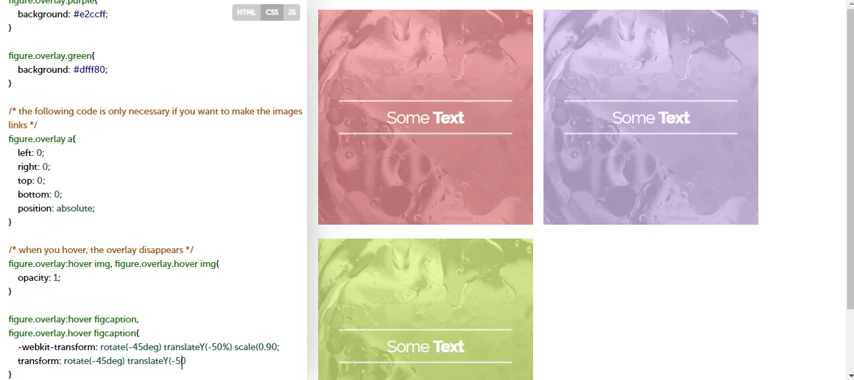 figure.overlay.purple{
background: #e2ccff;
}
figure.overlay.green{
background: #dfff80;
}
/* the following code is only necessary if you want to make the images
links */
figure.overlay a{
left: 0;
right: 0;
top: 0;
bottom: 0;
position: absolute;
}
/* when you hover, the overlay disappears */
figure.overlay:hover img, figure.overlay.hover img{
opacity: 1;
}
figure.overlay:hover figcaption,
figure.overlay.hover figcaption{
-webkit-transform: rotate(-45deg) translateY(-50%) scale(0.90;
transform: rotate(-45deg) translateY(-50
}
HTML CSS JS
Some Text
Some Text
Some Text